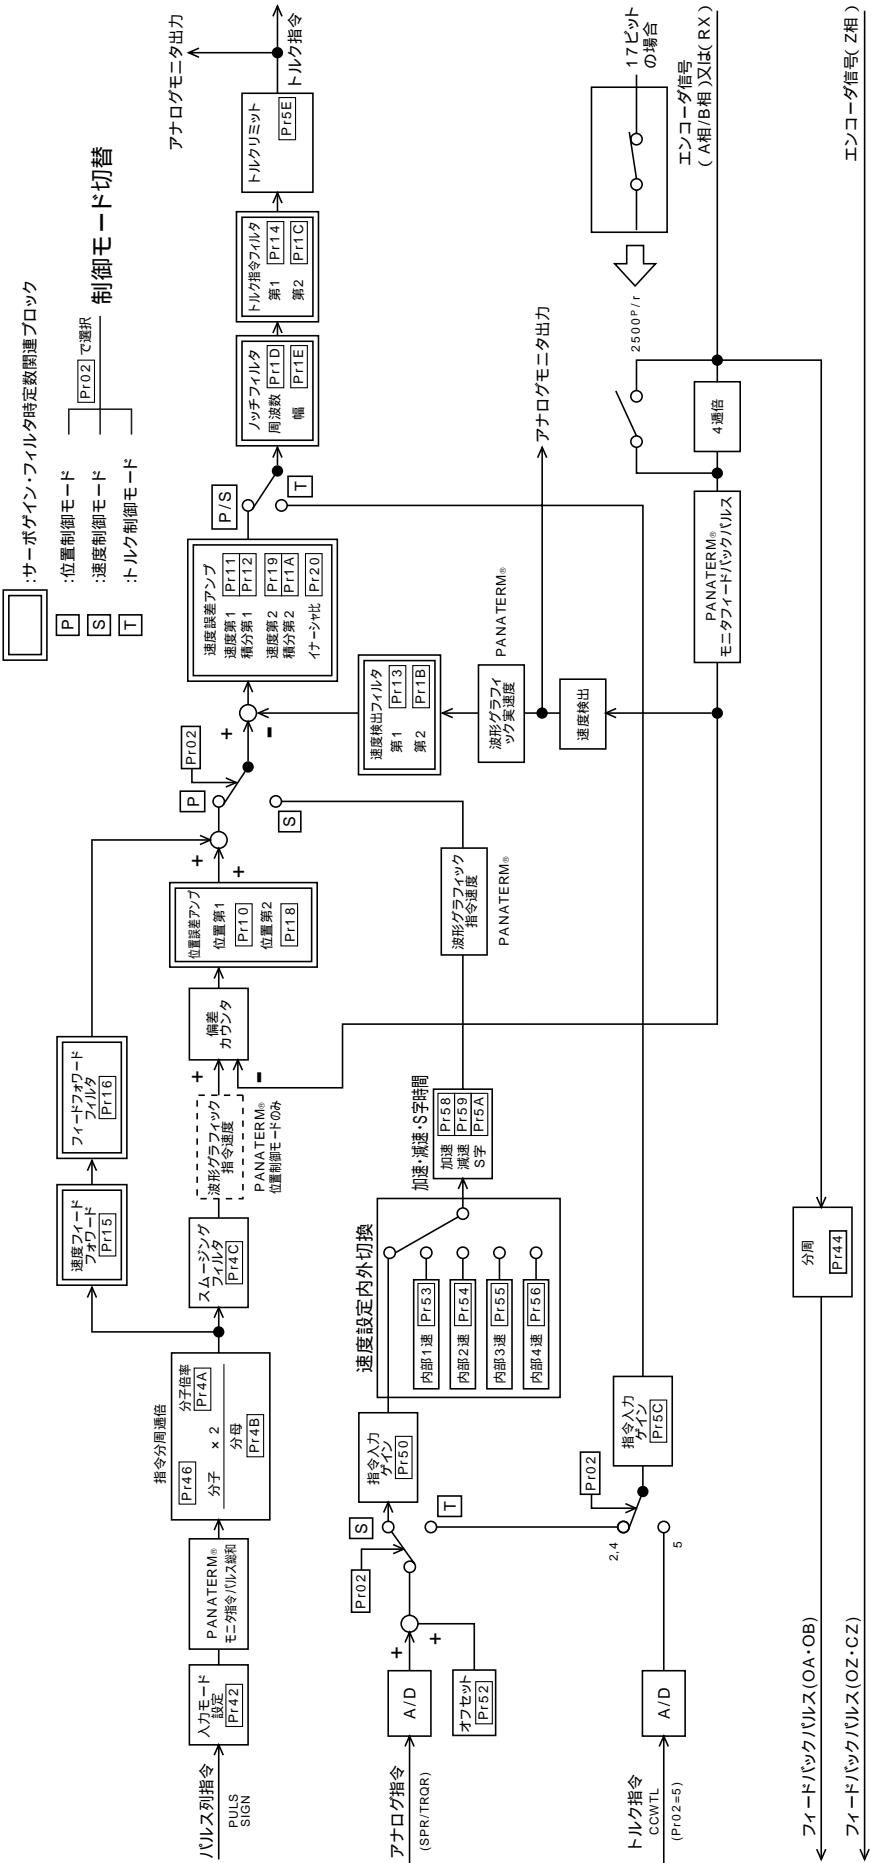 :サーボゲイン・フィルタ時定数関連ブロック
P :位置制御モード
S :速度制御モード
T :トルク制御モード
Pr02 で選択
制御モード切替
パルス列指令
PULS
SIGN
入力モード
設定
Pr42
PANATERM®
モニタ指令パルス総和
指令分周逓倍
分子倍率
Pr46
Pr4A
分子 × 2
分母
Pr4B
速度フィード
フォワード
Pr15
フィードフォワード
フィルタ
Pr16
スムージング
フィルタ
Pr4C
波形グラフィック
指令速度
PANATERM®
位置制御モードのみ
+
-
偏差
カウンタ
位置誤差アンプ
位置第1
Pr10
位置第2
Pr18
+
+
P
S
Pr02
+
-
速度誤差アンプ
速度第1 Pr11
積分第1 Pr12
速度第2 Pr19
積分第2 Pr1A
イナーシャ比 Pr20
P/S
T
ノッチフィルタ
周波数 Pr1D
幅 Pr1E
トルク指令フィルタ
第1 Pr14
第2 Pr1C
トルクリミット
Pr5E
アナログモニタ出力
トルク指令
アナログ指令
(SPR/TRQR)
A/D
オフセット
Pr52
+
+
Pr02
S
T
指令入力
ゲイン
Pr50
速度設定内外切換
内部1速 Pr53
内部2速 Pr54
内部3速 Pr55
内部4速 Pr56
加速・減速・S字時間
加速 Pr58
減速 Pr59
S字 Pr5A
波形グラフィック
指令速度
PANATERM®
速度検出フィルタ
第1 Pr13
第2 Pr1B
波形グラフィ
ック実速度
PANATERM®
速度検出
アナログモニタ出力
トルク指令
CCWTL
(Pr02=5)
A/D
2,4
5
Pr02
指令入力
ゲイン
Pr5C
PANATERM®
モニタフィードバックパルス
4逓倍
2500P/r
17ビット
の場合
エンコーダ信号
(A相/B相)又は(RX)
フィードバックパルス(OA・OB)
分周
Pr44
フィードバックパルス(OZ・CZ)
エンコーダ信号(Z相)